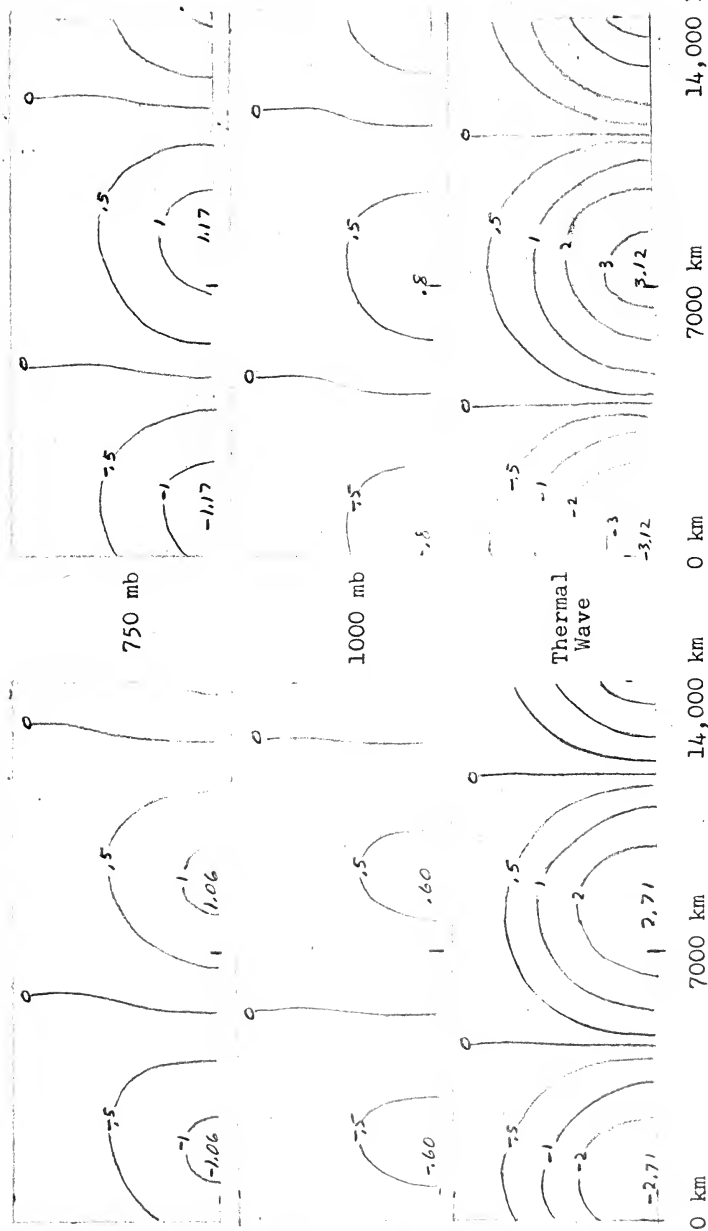 0 0 0 0
-.5 .5 -.5 .5
-1 1 750 mb -1 1
-1.06 1.06 -1.17 1.17
0 0 0 0
-.5 .5 1000 mb -.5 .5
-.60 .60 -.8 .8
0 0 0 0
-.5 .5 -.5 .5
-1 1 Thermal -1 1
-2 2 Wave -2 2
-3 3
-2.71 2.71 -3.12 3.12
0 km 7000 km 14,000 km 0 km 7000 km 14,000